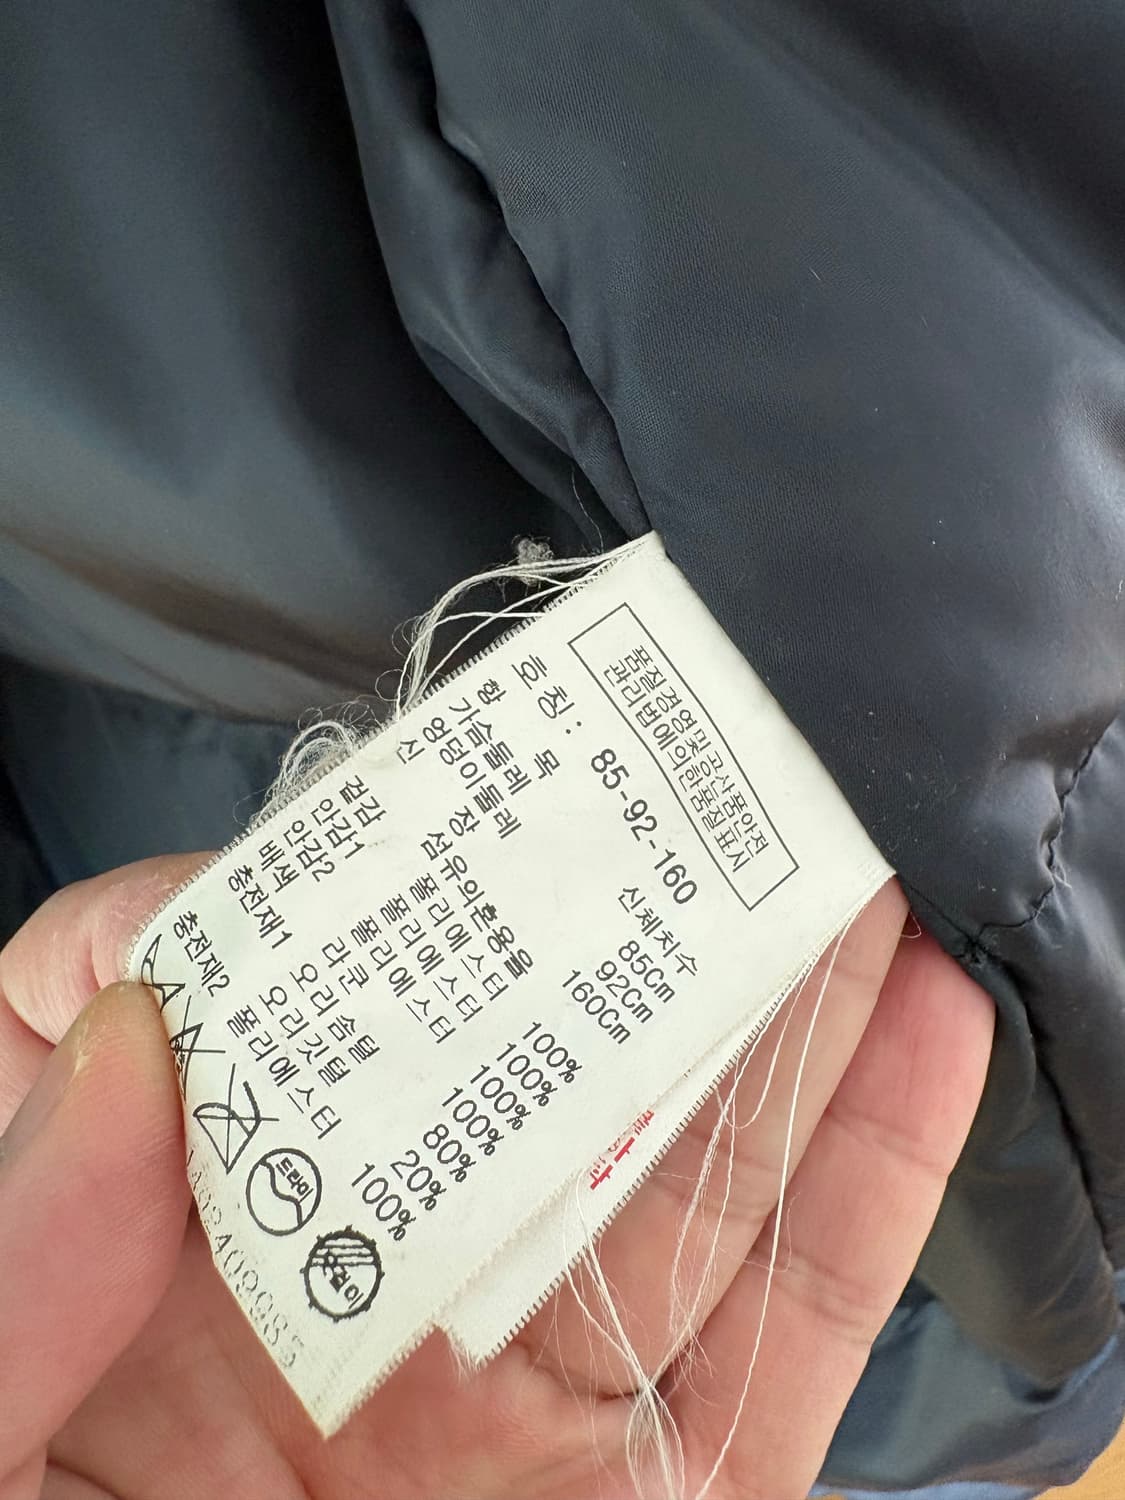 품질경영및공산품안전
관리법에의한품질표시
호칭: 85-92-160
항 목 신체치수
가슴둘레 85Cm
엉덩이둘레 92Cm
신 장 160Cm
섬유의혼용율
겉감 폴리에스터 100%
안감1 폴리에스터 100%
안감2 폴리에스터 100%
배색 라쿤 100%
충전재1 오리솜털 80%
오리깃털 20%
충전재2 폴리에스터 100%
드라이
옷걸이